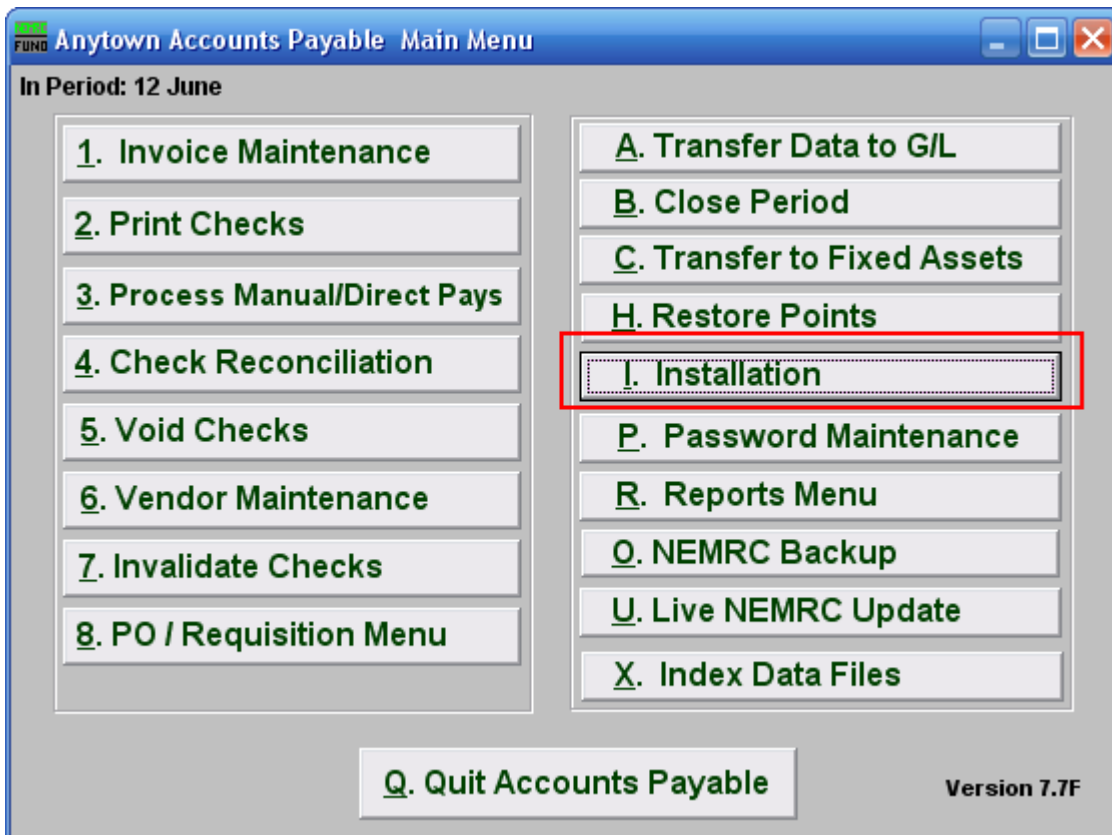 NEMRC
FUND Anytown Accounts Payable Main Menu
In Period: 12 June
1. Invoice Maintenance
2. Print Checks
3. Process Manual/Direct Pays
4. Check Reconciliation
5. Void Checks
6. Vendor Maintenance
7. Invalidate Checks
8. PO / Requisition Menu
A. Transfer Data to G/L
B. Close Period
C. Transfer to Fixed Assets
H. Restore Points
I. Installation
P. Password Maintenance
R. Reports Menu
O. NEMRC Backup
U. Live NEMRC Update
X. Index Data Files
Q. Quit Accounts Payable
Version 7.7F